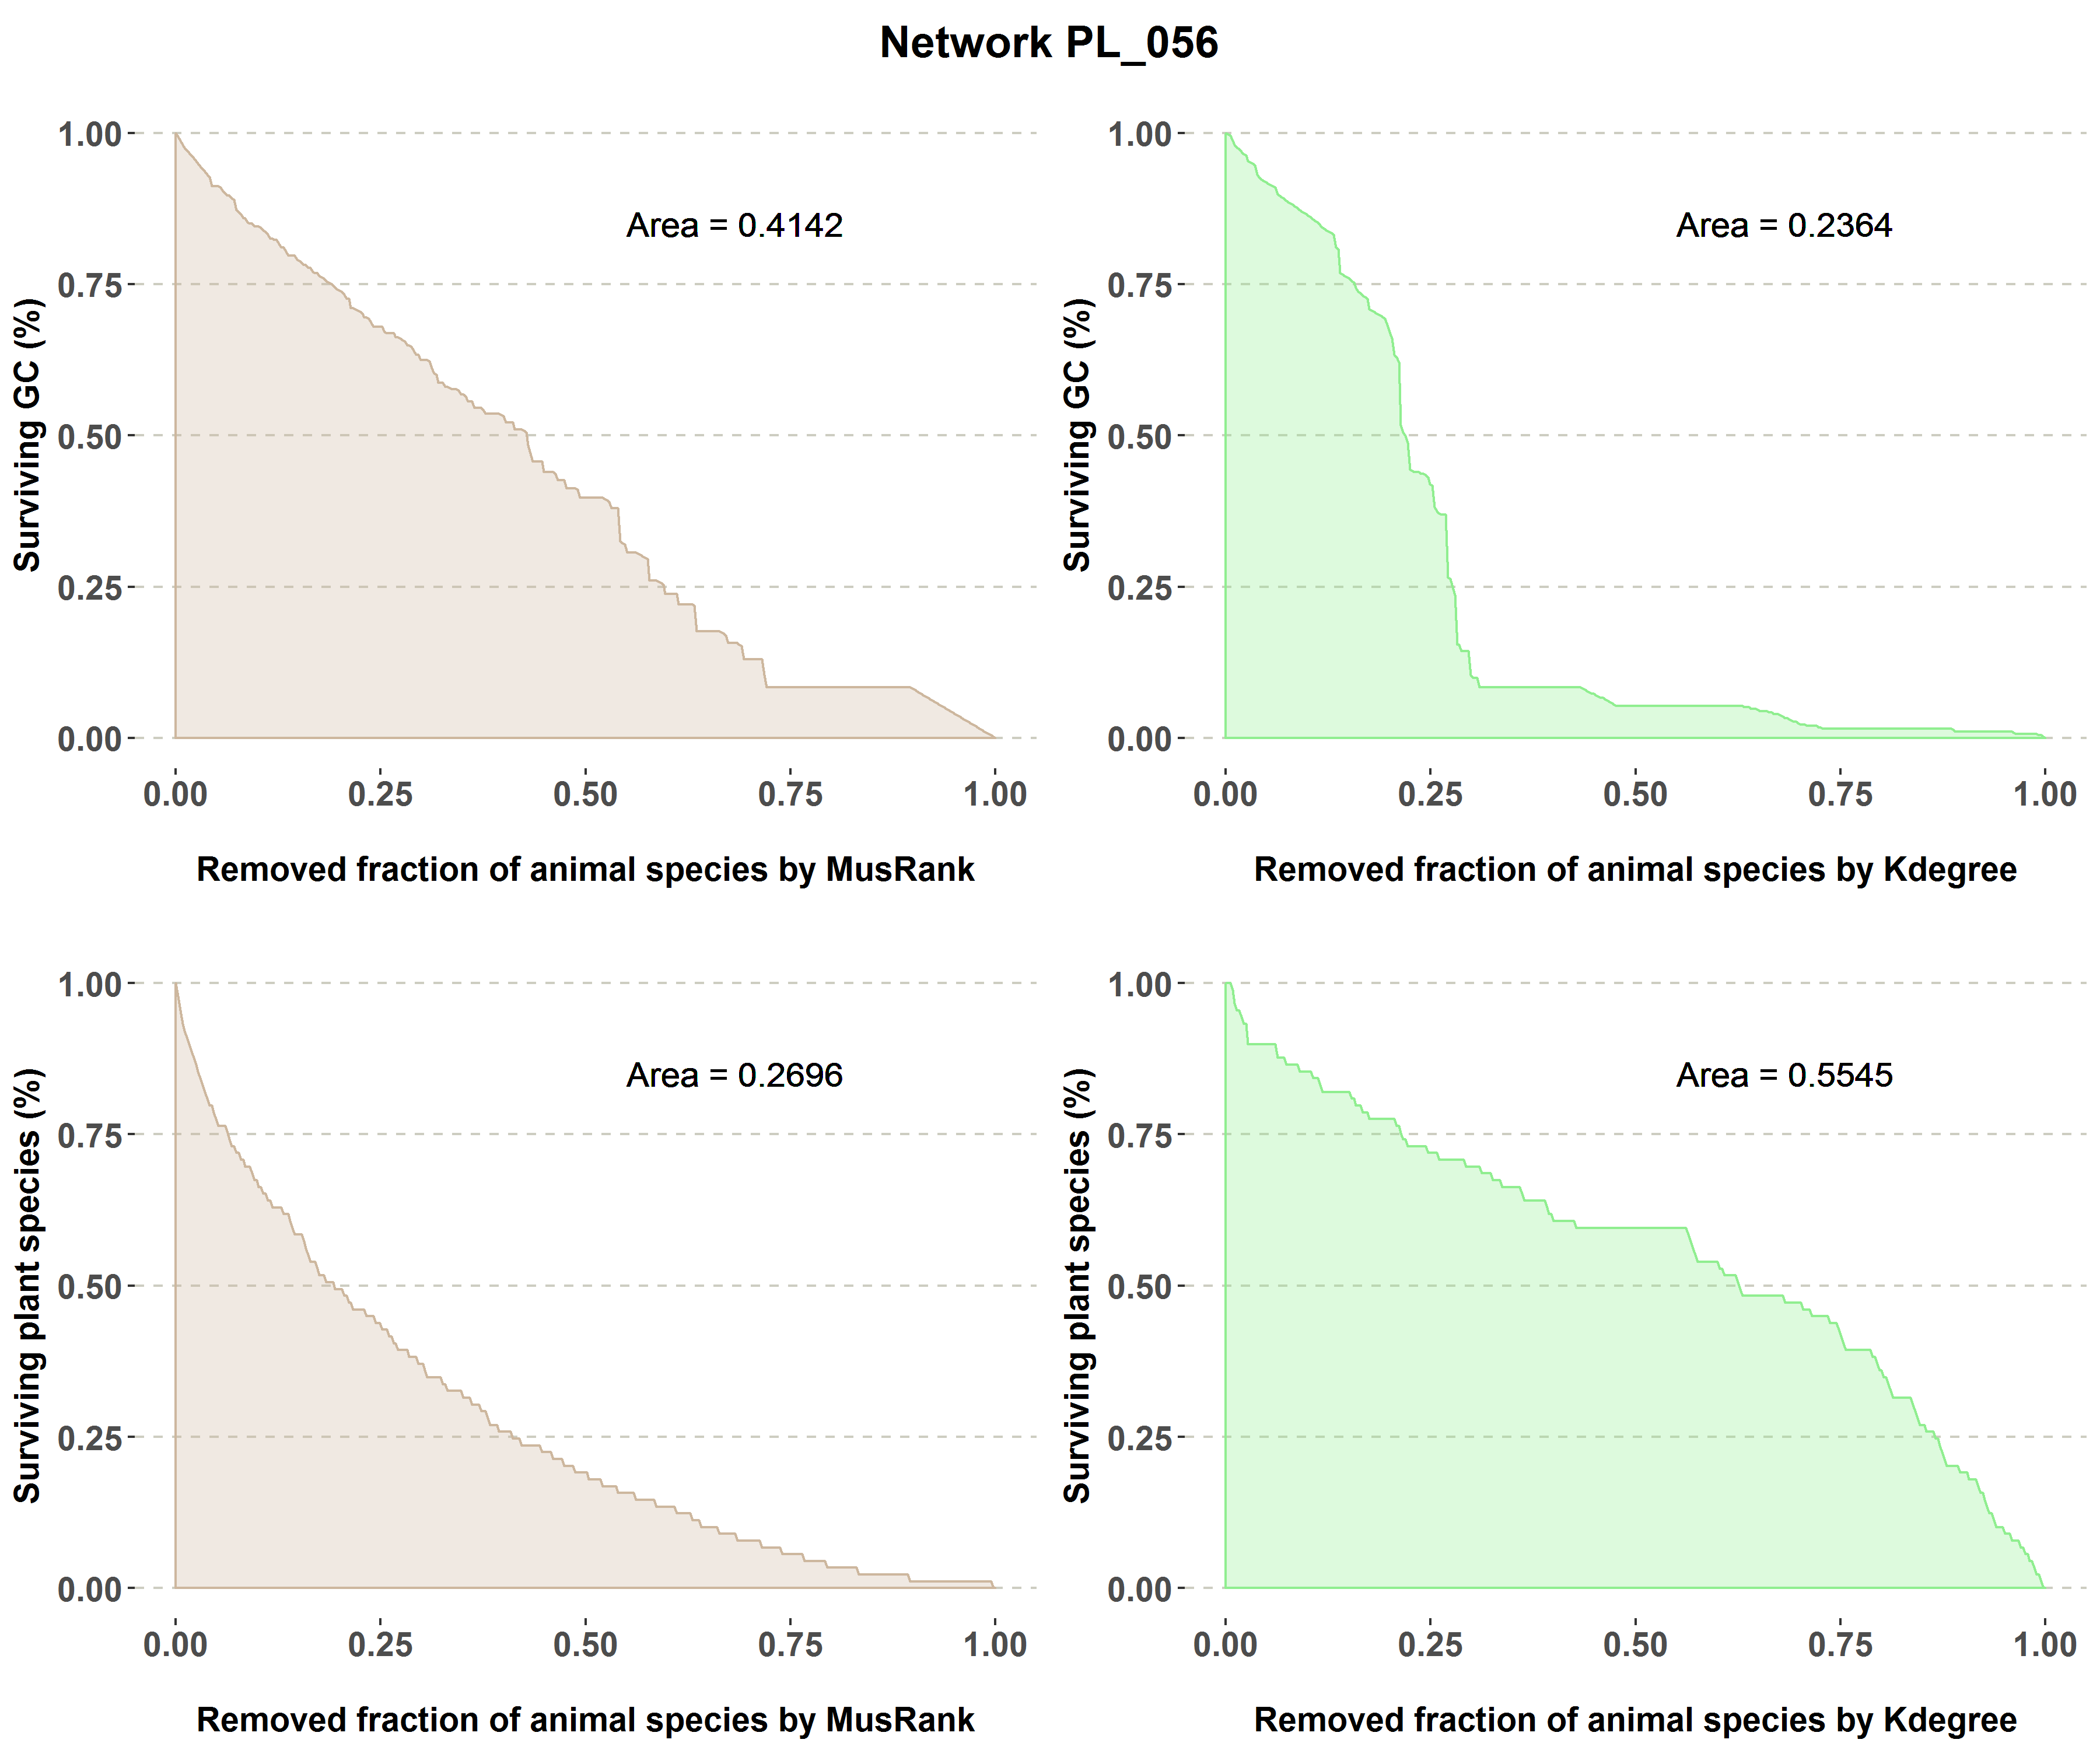 Network PL_056
Surviving GC (%)
1.00
0.75
0.50
0.25
0.00
Area = 0.4142
0.00 0.25 0.50 0.75 1.00
Removed fraction of animal species by MusRank
Surviving GC (%)
1.00
0.75
0.50
0.25
0.00
Area = 0.2364
0.00 0.25 0.50 0.75 1.00
Removed fraction of animal species by Kdegree
Surviving plant species (%)
1.00
0.75
0.50
0.25
0.00
Area = 0.2696
0.00 0.25 0.50 0.75 1.00
Removed fraction of animal species by MusRank
Surviving plant species (%)
1.00
0.75
0.50
0.25
0.00
Area = 0.5545
0.00 0.25 0.50 0.75 1.00
Removed fraction of animal species by Kdegree